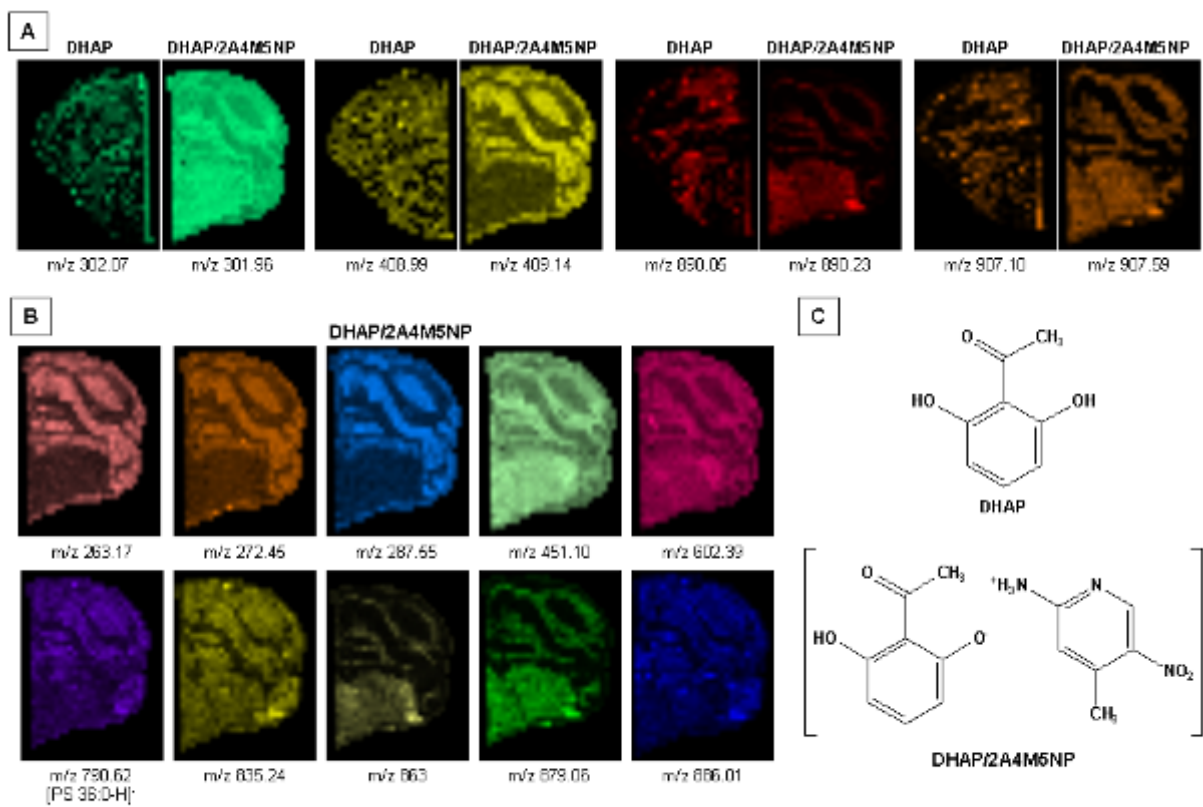 A
DHAP DHAP/2A4M5NP DHAP DHAP/2A4M5NP DHAP DHAP/2A4M5NP DHAP DHAP/2A4M5NP
m/z 302.07 m/z 301.96 m/z 408.99 m/z 409.14 m/z 890.05 m/z 890.23 m/z 907.10 m/z 907.59
B
DHAP/2A4M5NP
m/z 263.17 m/z 272.45 m/z 287.55 m/z 451.10 m/z 602.39
m/z 790.62 m/z 835.24 m/z 863 m/z 879.06 m/z 886.01
[PS 36:0-H]⁻
C
O CH₃
HO OH
DHAP
O CH₃ ⁺H₃N N
HO O
NO₂
CH₃
DHAP/2A4M5NP